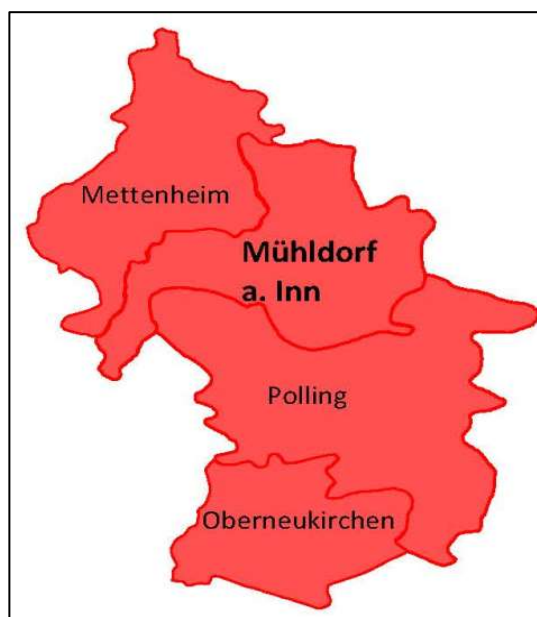 Mettenheim
Mühldorf
a. Inn
Polling
Oberneukirchen